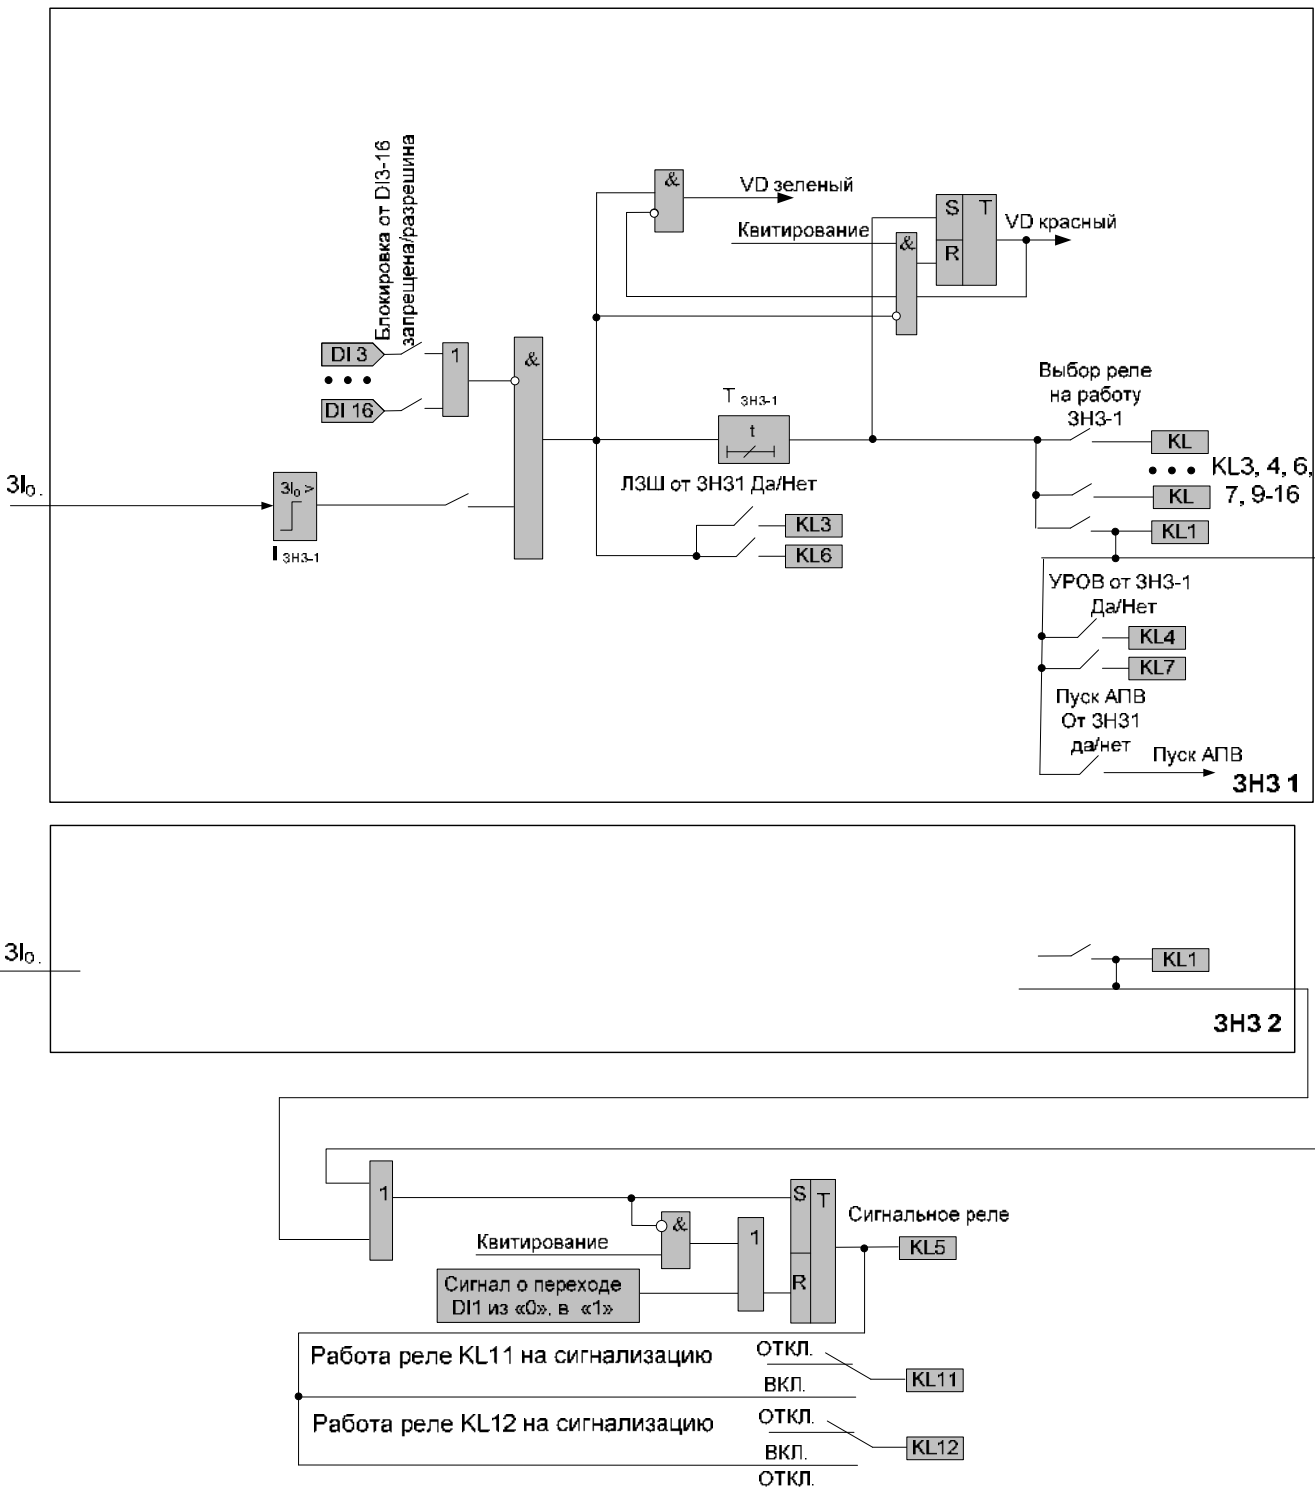 Блокировка от DI3-16
запрещена/разрешина
&
VD зеленый
Квитирование
&
S T
R
VD красный
DI 3
DI 16
1
&
3I₀.
3I₀ >
I ЗНЗ-1
T ЗНЗ-1
t
ЛЗШ от ЗНЗ1 Да/Нет
KL3
KL6
Выбор реле
на работу
ЗНЗ-1
KL
KL
KL3, 4, 6,
7, 9-16
KL1
УРОВ от ЗНЗ-1
Да/Нет
KL4
KL7
Пуск АПВ
От ЗНЗ1
да/нет
Пуск АПВ
ЗНЗ 1
3I₀.
KL1
ЗНЗ 2
1
&
Квитирование
1
Сигнал о переходе
DI1 из «0», в «1»
S T
R
Сигнальное реле
KL5
Работа реле KL11 на сигнализацию
ОТКЛ.
ВКЛ.
KL11
Работа реле KL12 на сигнализацию
ОТКЛ.
ВКЛ.
KL12
ОТКЛ.